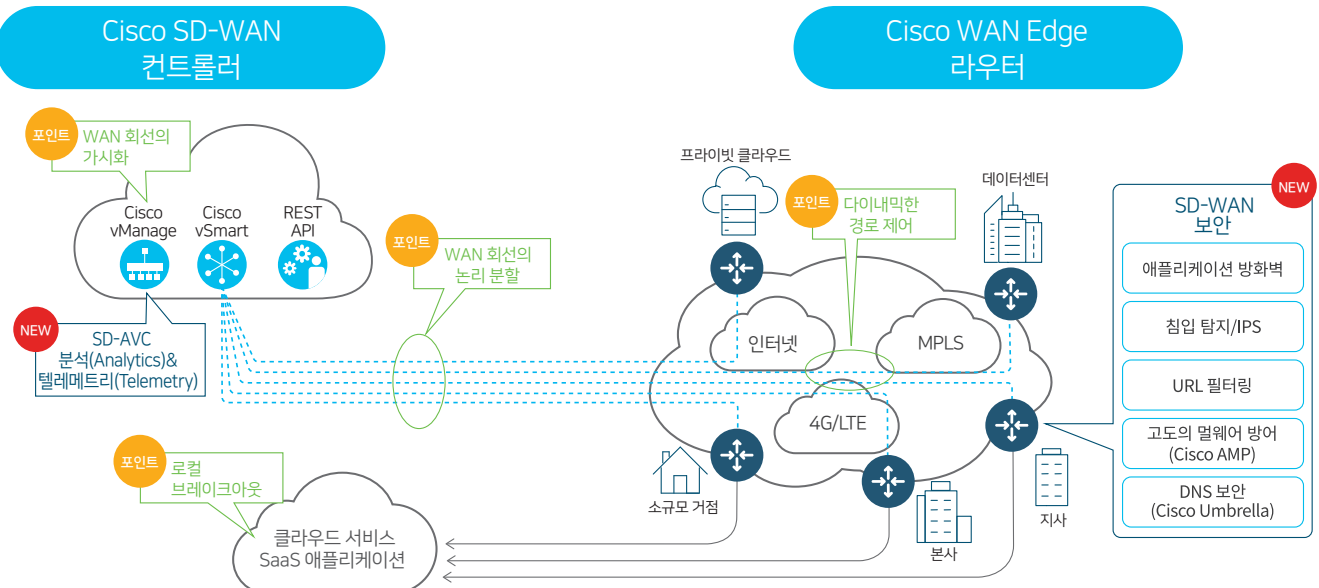 Cisco SD-WAN
컨트롤러
Cisco WAN Edge
라우터
포인트
WAN 회선의
가시화
Cisco
vManage
Cisco
vSmart
REST
API
NEW
SD-AVC
분석(Analytics)&
텔레메트리(Telemetry)
포인트
WAN 회선의
논리 분할
프라이빗 클라우드
포인트
다이내믹한
경로 제어
데이터센터
인터넷
MPLS
4G/LTE
소규모 거점
본사
지사
NEW
SD-WAN
보안
애플리케이션 방화벽
침입 탐지/IPS
URL 필터링
고도의 멀웨어 방어
(Cisco AMP)
DNS 보안
(Cisco Umbrella)
포인트
로컬
브레이크아웃
클라우드 서비스
SaaS 애플리케이션